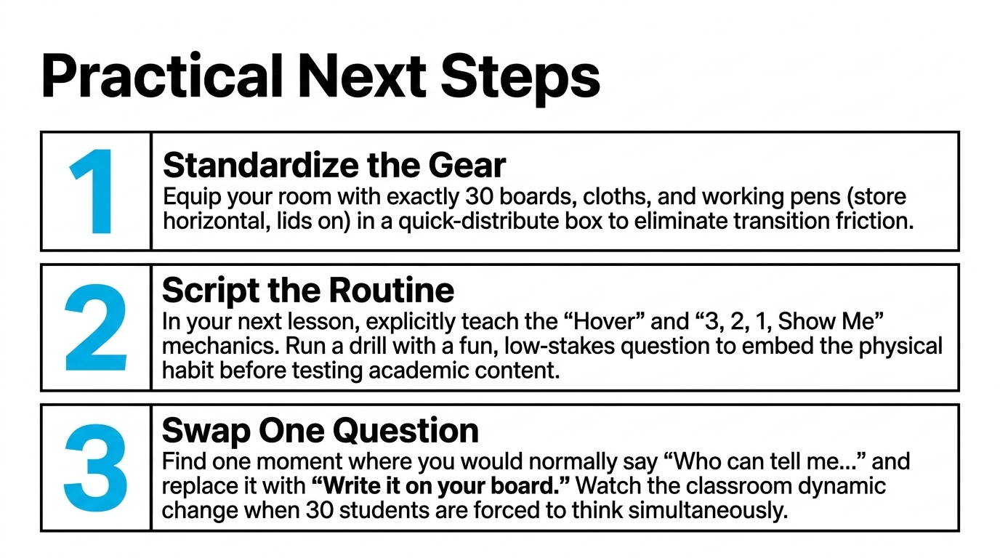 Practical Next Steps
1
Standardize the Gear
Equip your room with exactly 30 boards, cloths, and working pens (store
horizontal, lids on) in a quick-distribute box to eliminate transition friction.
2
Script the Routine
In your next lesson, explicitly teach the “Hover” and “3, 2, 1, Show Me”
mechanics. Run a drill with a fun, low-stakes question to embed the physical
habit before testing academic content.
3
Swap One Question
Find one moment where you would normally say “Who can tell me...” and
replace it with “Write it on your board.” Watch the classroom dynamic
change when 30 students are forced to think simultaneously.